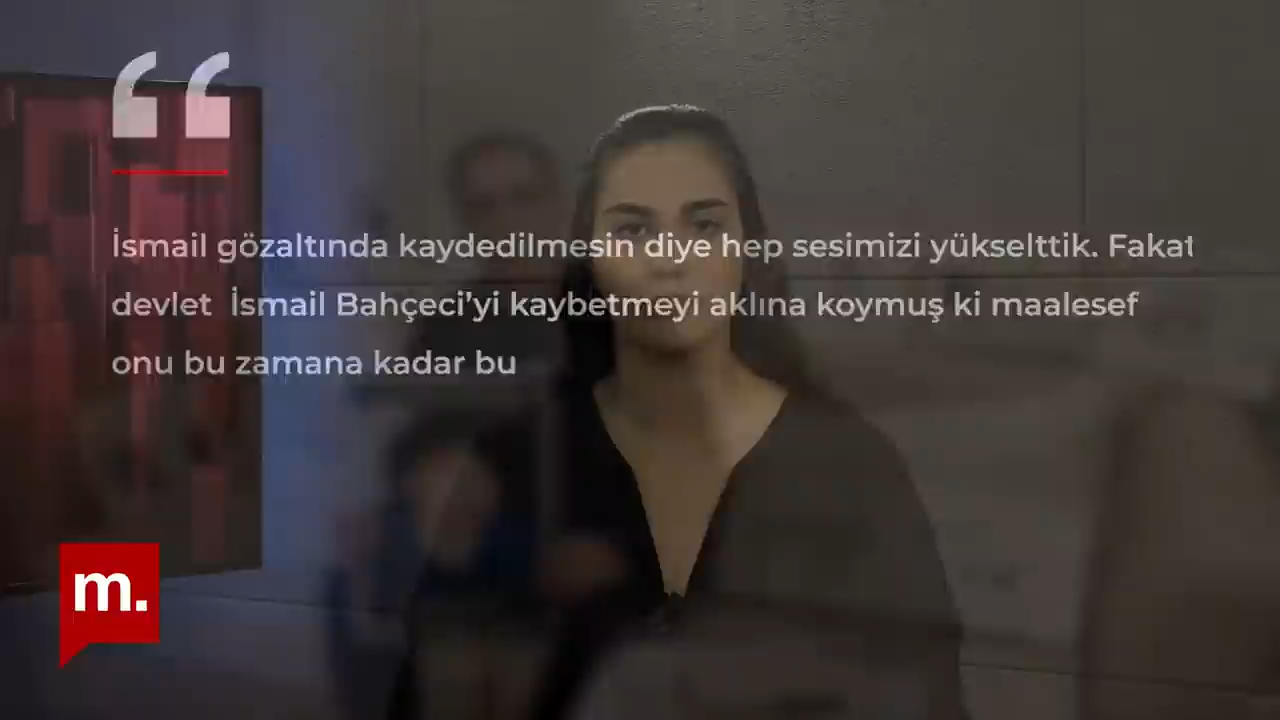 İsmail gözaltında kaydedilmesin diye hep sesimizi yükselttik. Fakat
devlet İsmail Bahçeci’yi kaybetmeyi aklına koymuş ki maalesef
onu bu zamana kadar bu
m.